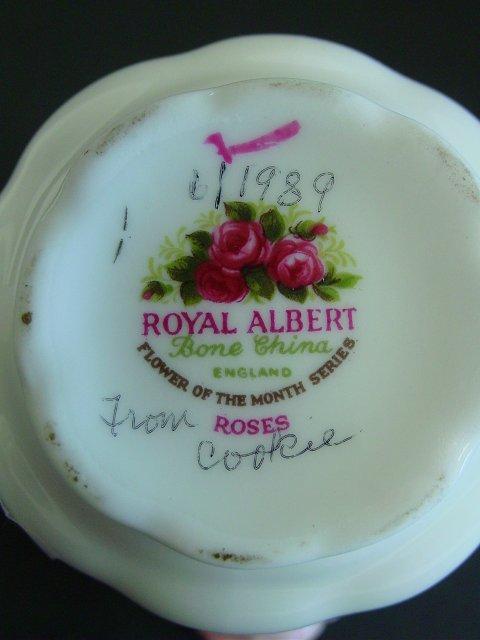 6/1989
ROYAL ALBERT
Bone China
ENGLAND
FLOWER OF THE MONTH SERIES
ROSES
From
Cookie